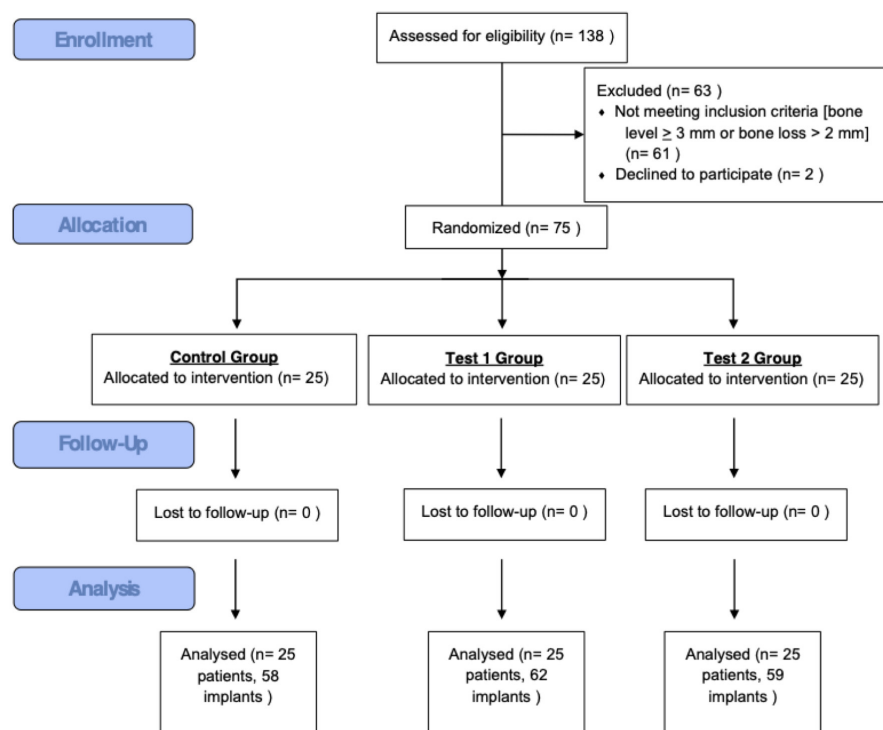 Enrollment
Assessed for eligibility (n= 138 )
Excluded (n= 63 )
♦ Not meeting inclusion criteria [bone
level ≥ 3 mm or bone loss > 2 mm]
(n= 61 )
♦ Declined to participate (n= 2 )
Allocation
Randomized (n= 75 )
Control Group
Allocated to intervention (n= 25)
Test 1 Group
Allocated to intervention (n= 25)
Test 2 Group
Allocated to intervention (n= 25)
Follow-Up
Lost to follow-up (n= 0 )
Lost to follow-up (n= 0 )
Lost to follow-up (n= 0 )
Analysis
Analysed (n= 25
patients, 58
implants )
Analysed (n= 25
patients, 62
implants )
Analysed (n= 25
patients, 59
implants )